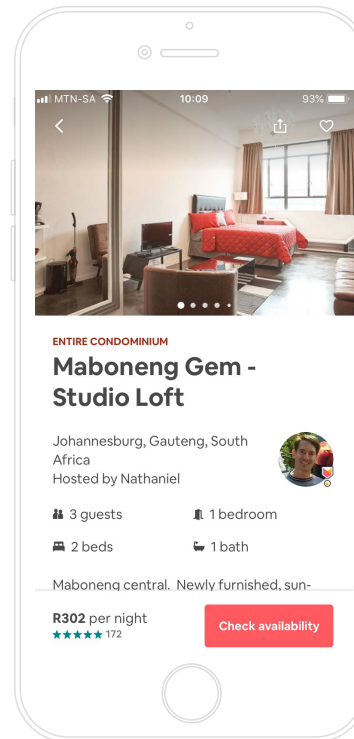 MTN-SA 10:09 93%
ENTIRE CONDOMINIUM
Maboneng Gem -
Studio Loft
Johannesburg, Gauteng, South
Africa
Hosted by Nathaniel
3 guests 1 bedroom
2 beds 1 bath
Maboneng central. Newly furnished, sun-
R302 per night
172
Check availability